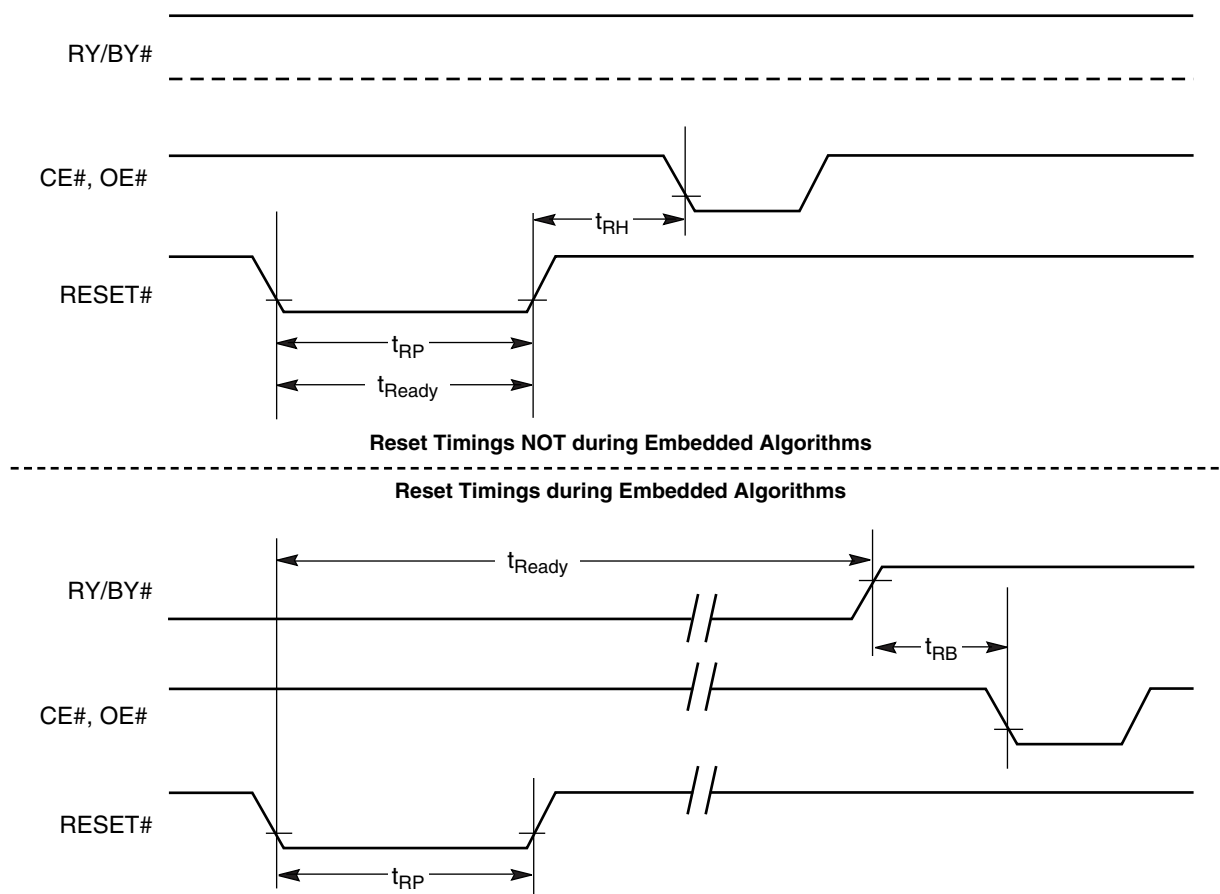 RY/BY#
CE#, OE#
tRH
RESET#
tRP
tReady
Reset Timings NOT during Embedded Algorithms
Reset Timings during Embedded Algorithms
tReady
RY/BY#
tRB
CE#, OE#
RESET#
tRP